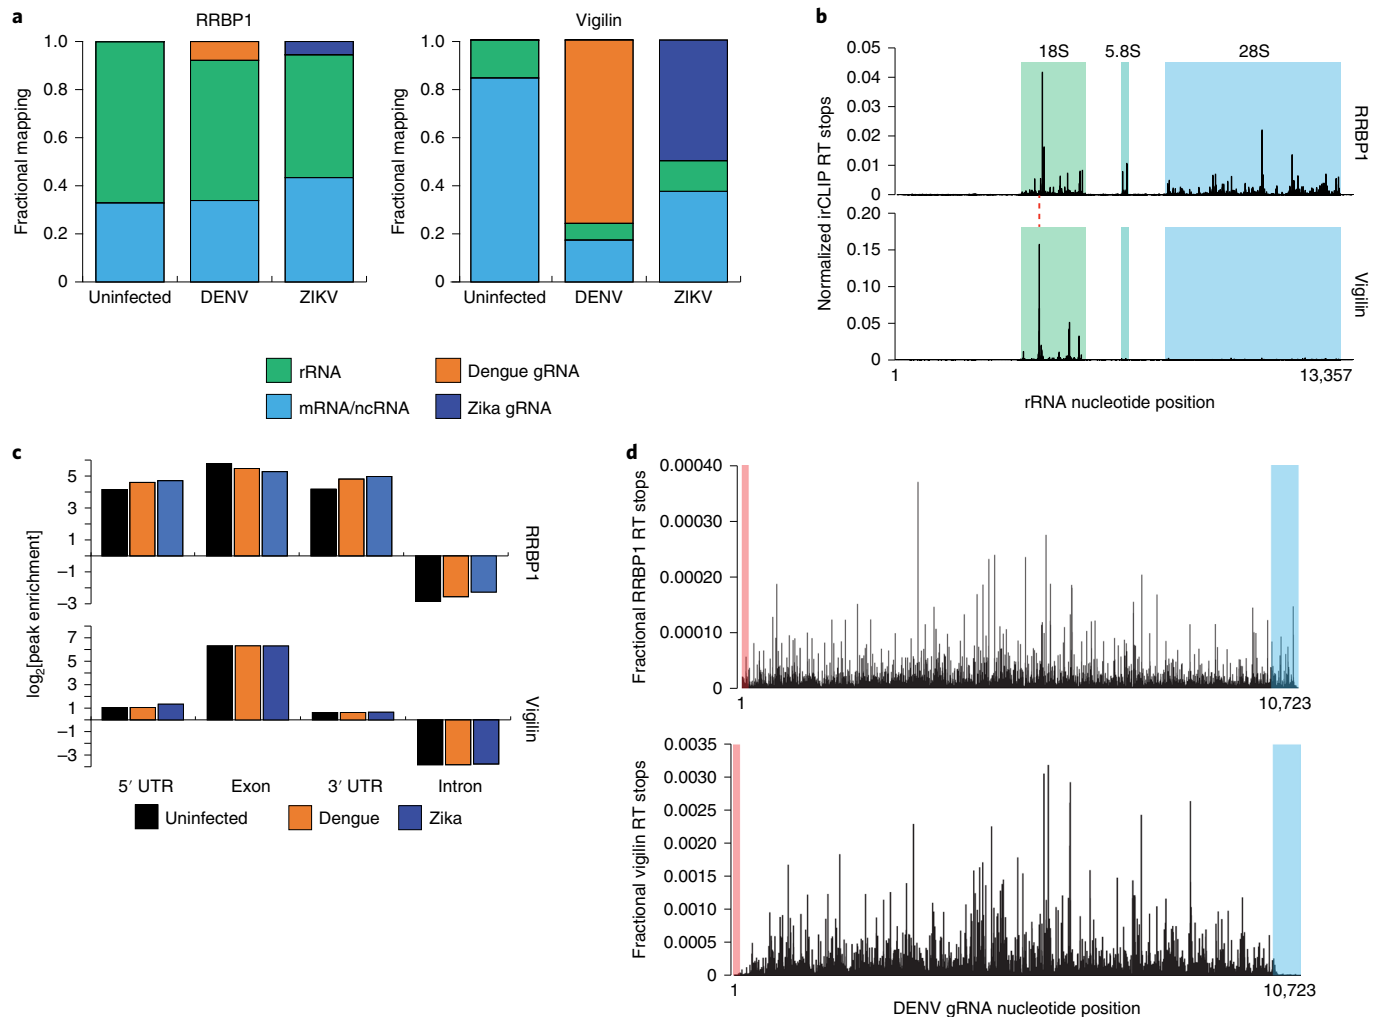 a
RRBP1
Vigilin
Fractional mapping
1.0
0.8
0.6
0.4
0.2
0
Uninfected
DENV
ZIKV
Fractional mapping
1.0
0.8
0.6
0.4
0.2
0
Uninfected
DENV
ZIKV
rRNA
Dengue gRNA
mRNA/ncRNA
Zika gRNA
b
18S
5.8S
28S
Normalized irCLIP RT stops
0.05
0.04
0.03
0.02
0.01
0
RRBP1
0.20
0.15
0.10
0.05
0
Vigilin
1
13,357
rRNA nucleotide position
c
log2[peak enrichment]
5
3
1
−1
−3
RRBP1
7
5
3
1
−1
−3
Vigilin
5′ UTR
Exon
3′ UTR
Intron
Uninfected
Dengue
Zika
d
Fractional RRBP1 RT stops
0.00040
0.00030
0.00020
0.00010
0
1
10,723
Fractional vigilin RT stops
0.0035
0.0030
0.0025
0.0020
0.0015
0.0010
0.0005
0
1
10,723
DENV gRNA nucleotide position